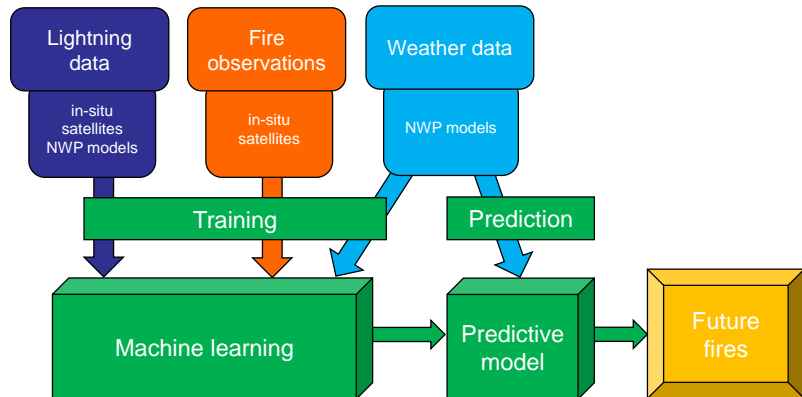 Lightning
data
in-situ
satellites
NWP models
Fire
observations
in-situ
satellites
Weather data
NWP models
Training
Prediction
Machine learning
Predictive
model
Future
fires